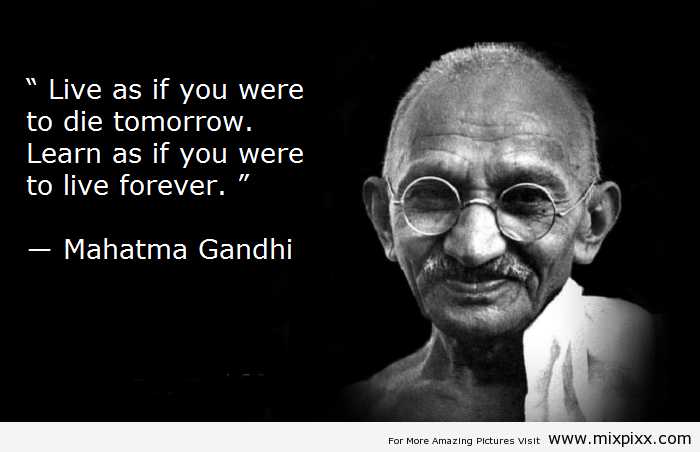 “ Live as if you were
to die tomorrow.
Learn as if you were
to live forever. ”
— Mahatma Gandhi
For More Amazing Pictures Visit www.mixpixx.com